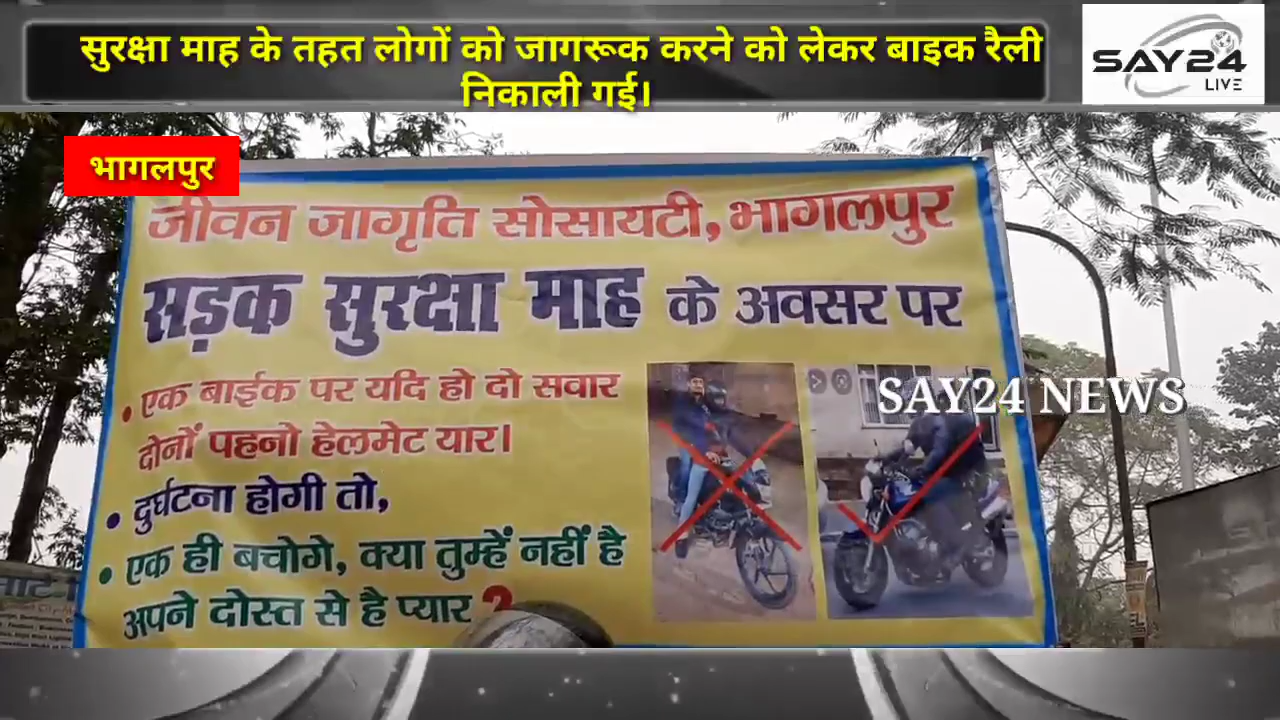 सुरक्षा माह के तहत लोगों को जागरूक करने को लेकर बाइक रैली
निकाली गई।
SAY24
LIVE
भागलपुर
जीवन जागृति सोसायटी, भागलपुर
सड़क सुरक्षा माह के अवसर पर
• एक बाईक पर यदि हो दो सवार
दोनों पहनो हेलमेट यार।
• दुर्घटना होगी तो,
• एक ही बचोगे, क्या तुम्हें नहीं है
अपने दोस्त से है प्यार ?
SAY24 NEWS